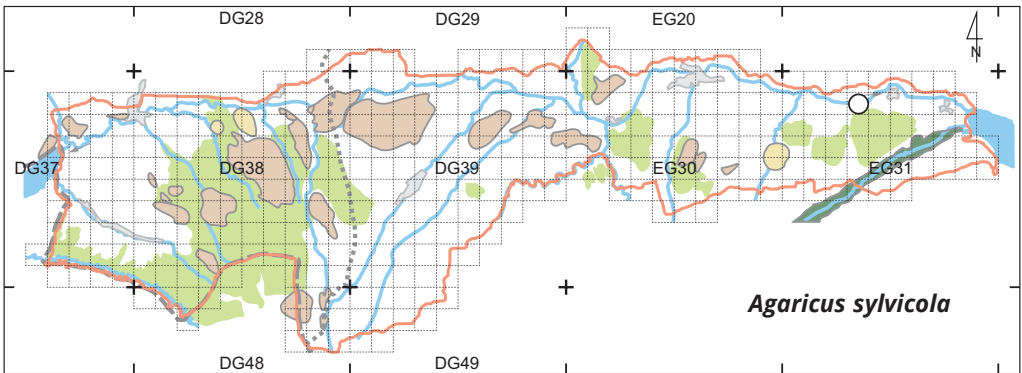 DG28 DG29 EG20
N
DG37 DG38 DG39 EG30 EG31
Agaricus sylvicola
DG48 DG49